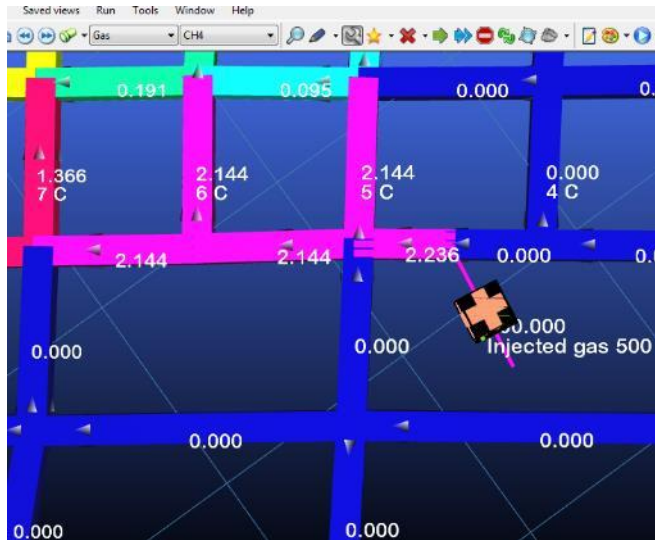 Saved views Run Tools Window Help
Gas CH4
0.191 0.095 0.000 0.
1.366 2.144 2.144 0.000
7 C 6 C 5 C 4 C
2.144 2.144 2.236 0.000 0.
0.000
Injected gas 500
0.000 0.000
0.000 0.000
0.000 0.000